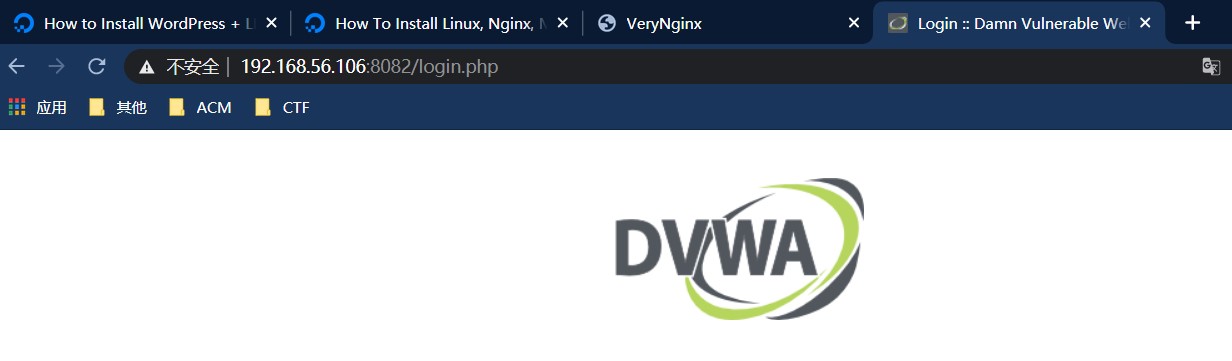 How to Install WordPress + L
How To Install Linux, Nginx,
VeryNginx
Login :: Damn Vulnerable We
不安全
192.168.56.106:8082/login.php
应用
其他
ACM
CTF
DVWA